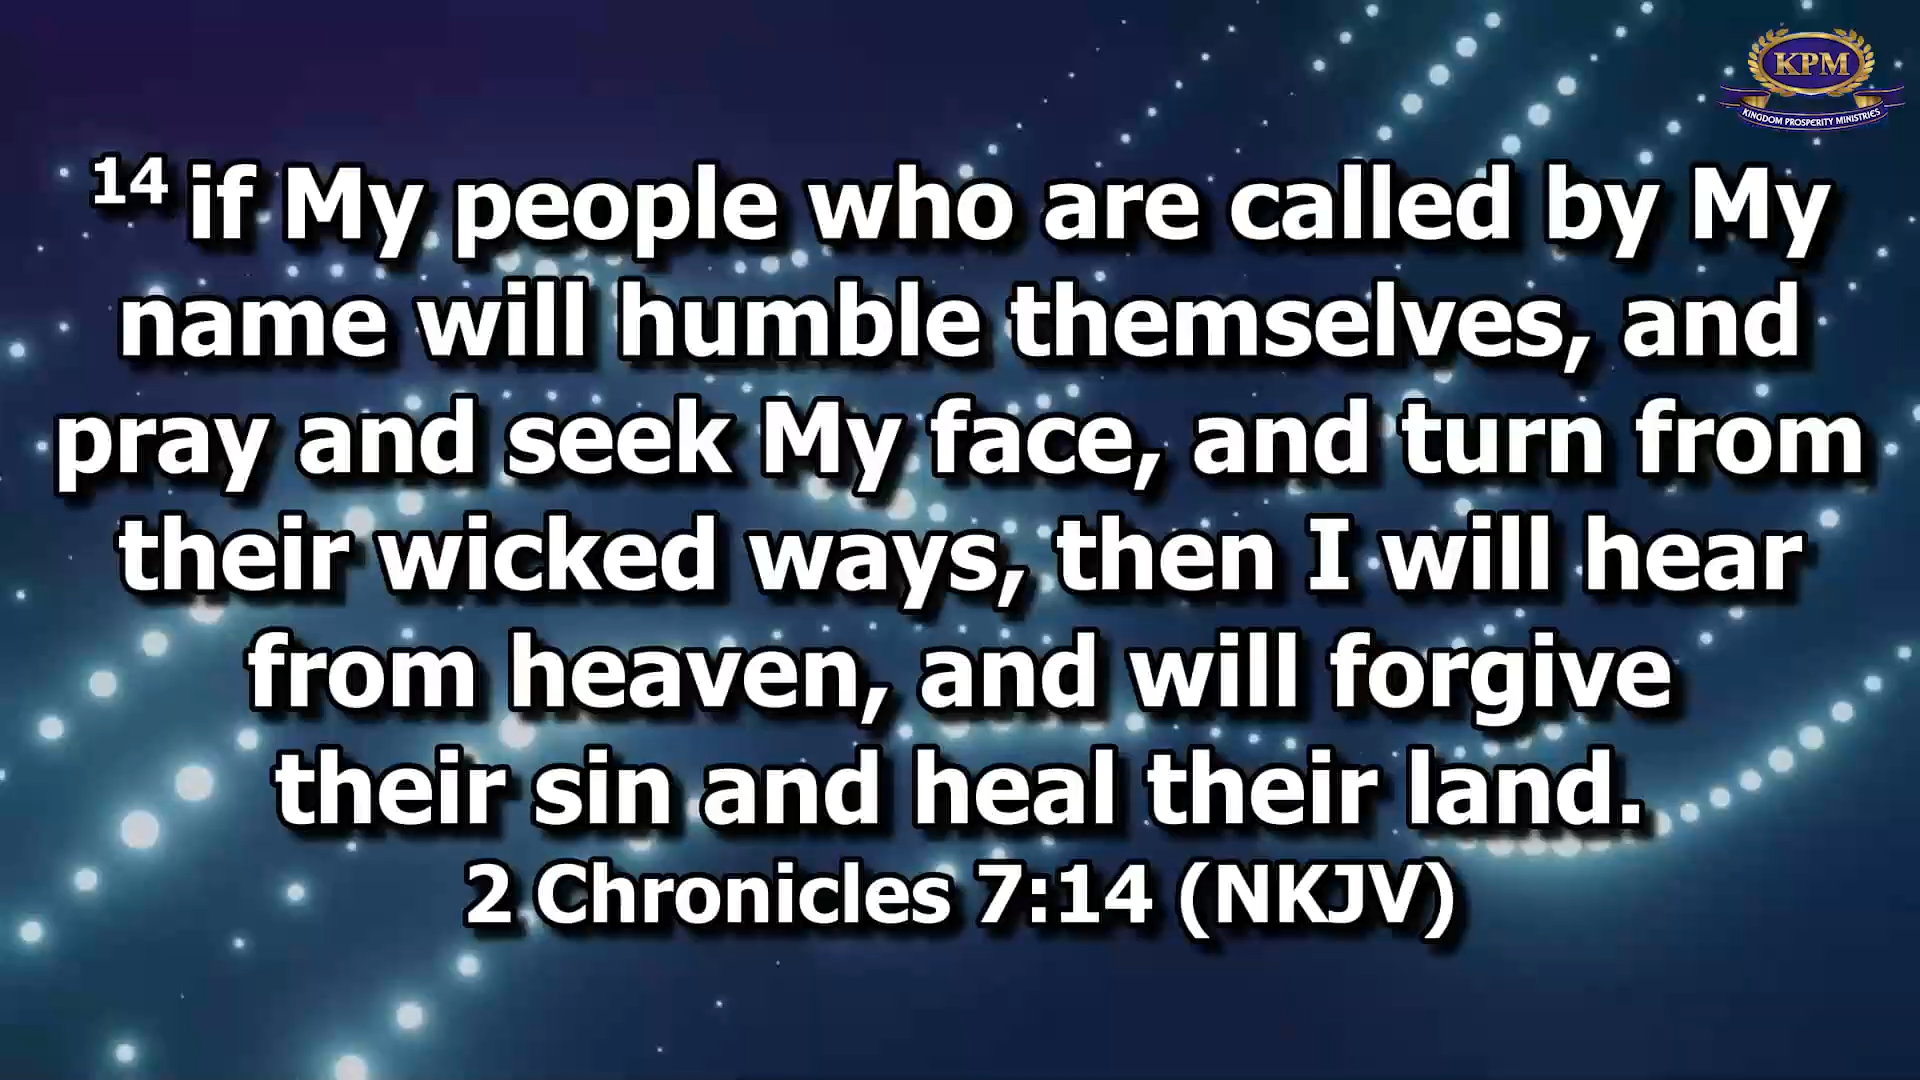 KPM
KINGDOM PROSPERITY MINISTRIES
14 if My people who are called by My
name will humble themselves, and
pray and seek My face, and turn from
their wicked ways, then I will hear
from heaven, and will forgive
their sin and heal their land.
2 Chronicles 7:14 (NKJV)